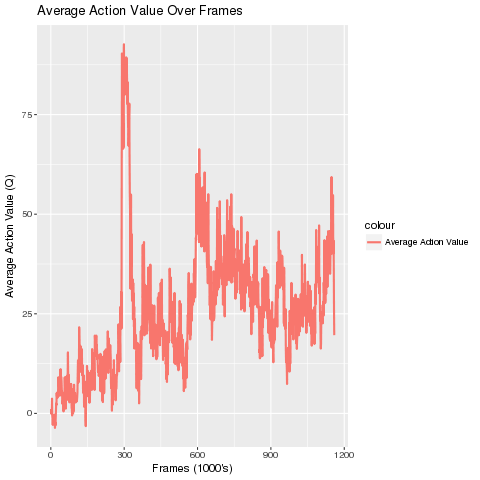 Average Action Value Over Frames
75
50
25
0
Average Action Value (Q)
0 300 600 900 1200
Frames (1000's)
colour
Average Action Value